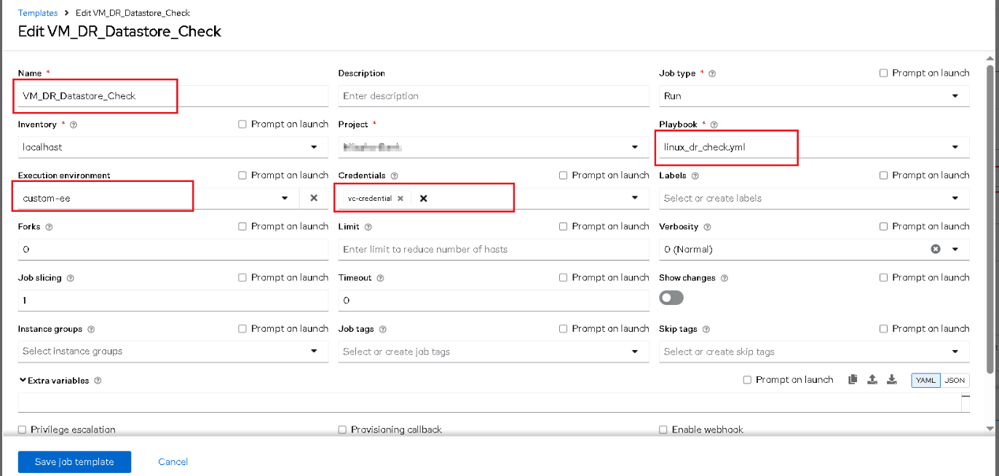 Templates > Edit VM_DR_Datastore_Check
Edit VM_DR_Datastore_Check
Name * Description Job type * Prompt on launch
VM_DR_Datastore_Check Enter description Run
Inventory * Prompt on launch Project * Playbook *
localhost linux_dr_check.yml
Execution environment Prompt on launch Credentials Prompt on launch Labels Prompt on launch
custom-ee vc-credential Select or create labels
Forks Prompt on launch Limit Prompt on launch Verbosity Prompt on launch
0 Enter limit to reduce number of hosts 0 (Normal)
Job slicing Prompt on launch Timeout Prompt on launch Show changes Prompt on launch
1 0
Instance groups Prompt on launch Job tags Prompt on launch Skip tags Prompt on launch
Select instance groups Select or create job tags Select or create skip tags
Extra variables Prompt on launch YAML JSON
Privilege escalation Provisioning callback Enable webhook
Save job template Cancel